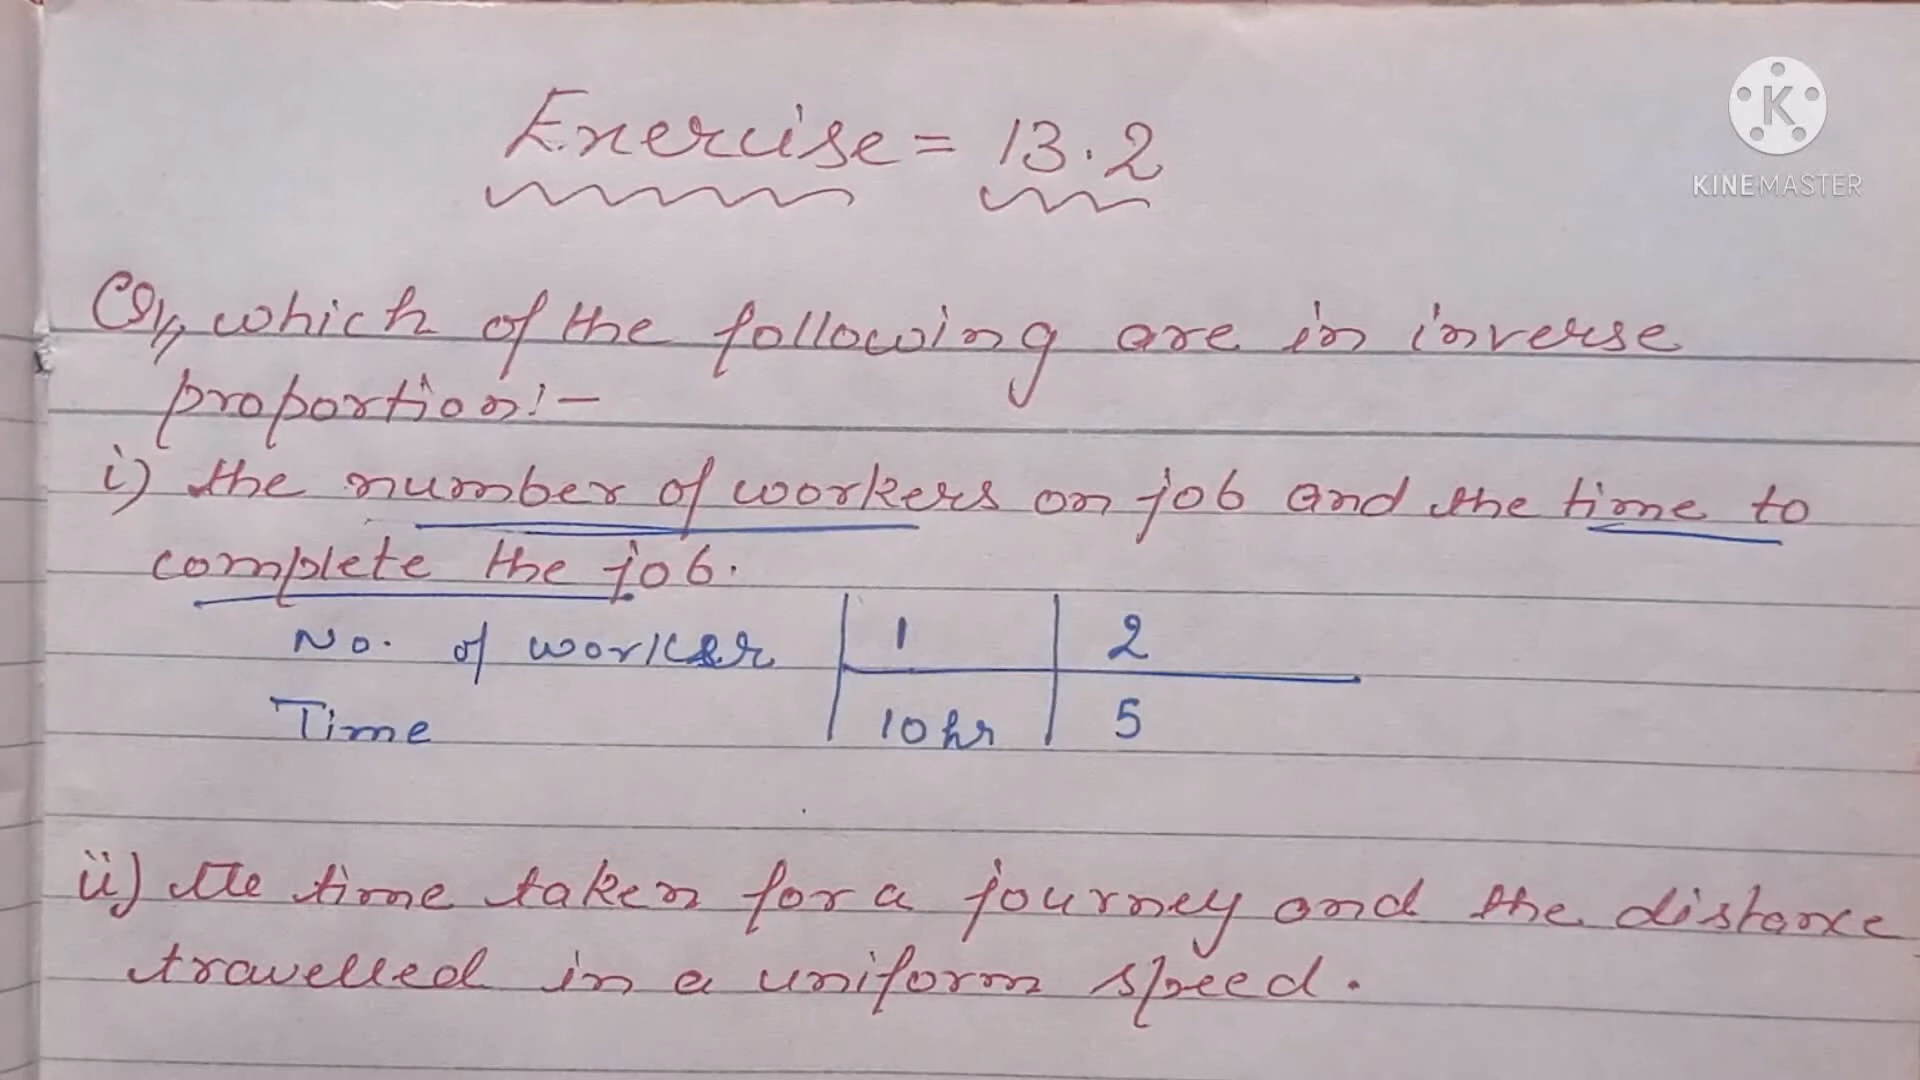 Exercise = 13.2
KINEMASTER
Q1, which of the following are in inverse
proportion:-
i) the number of workers on job and the time to
complete the job.
No. of worker 1 2
Time 10 hr 5
ii) the time taken for a journey and the distance
travelled in a uniform speed.